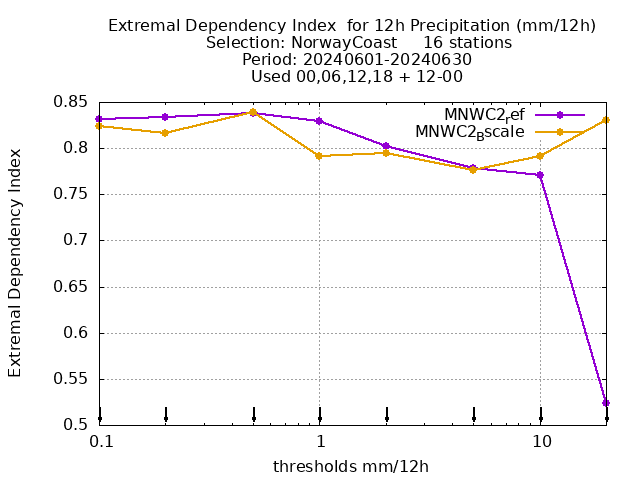 Extremal Dependency Index  for 12h Precipitation (mm/12h)
Selection: NorwayCoast     16 stations
Period: 20240601-20240630
Used 00,06,12,18 + 12-00
MNWC2ref
MNWC2Bscale
0.85
0.8
0.75
0.7
0.65
0.6
0.55
0.5
Extremal Dependency Index
0.1
1
10
thresholds mm/12h